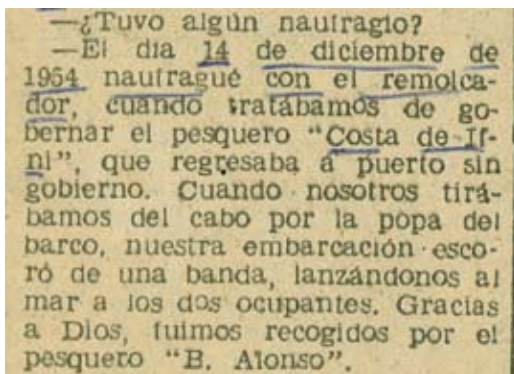 —¿Tuvo algún naufragio?
—El día 14 de diciembre de
1954 naufragué con el remolca-
dor, cuando tratábamos de go-
bernar el pesquero "Costa de If-
ni", que regresaba a puerto sin
gobierno. Cuando nosotros tirá-
bamos del cabo por la popa del
barco, nuestra embarcación esco-
ró de una banda, lanzándonos al
mar a los dos ocupantes. Gracias
a Dios, fuimos recogidos por el
pesquero "B. Alonso".